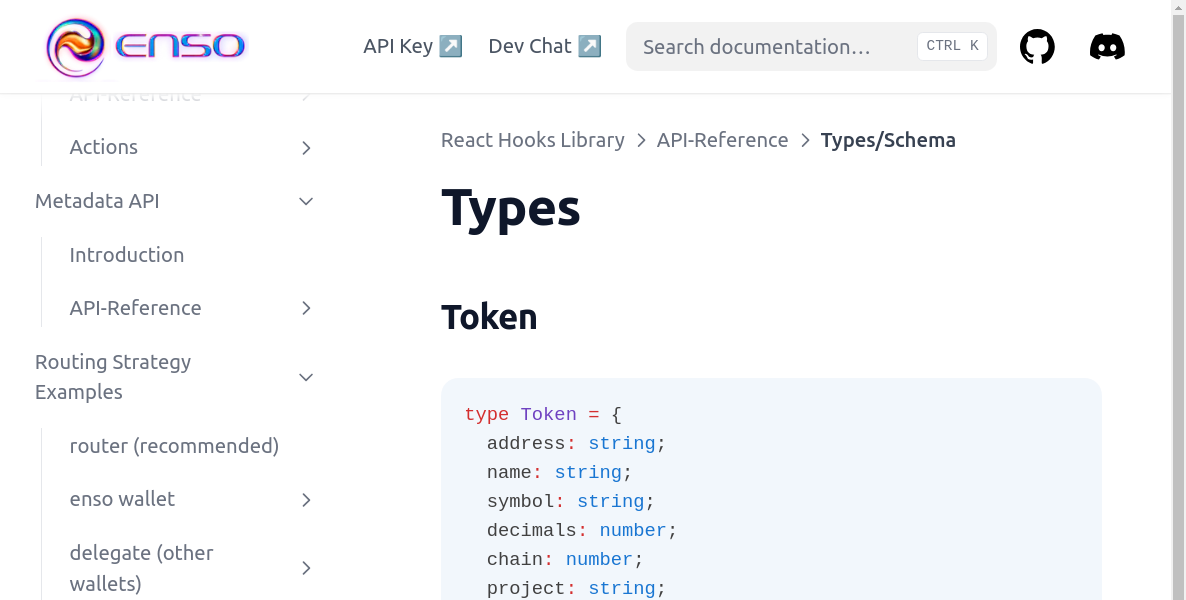 enso
API Key ↗️ Dev Chat ↗️ Search documentation… CTRL K
API-Reference
Actions
Metadata API
Introduction
API-Reference
Routing Strategy
Examples
router (recommended)
enso wallet
delegate (other
wallets)
React Hooks Library > API-Reference > Types/Schema
Types
Token
type Token = {
address: string;
name: string;
symbol: string;
decimals: number;
chain: number;
project: string;